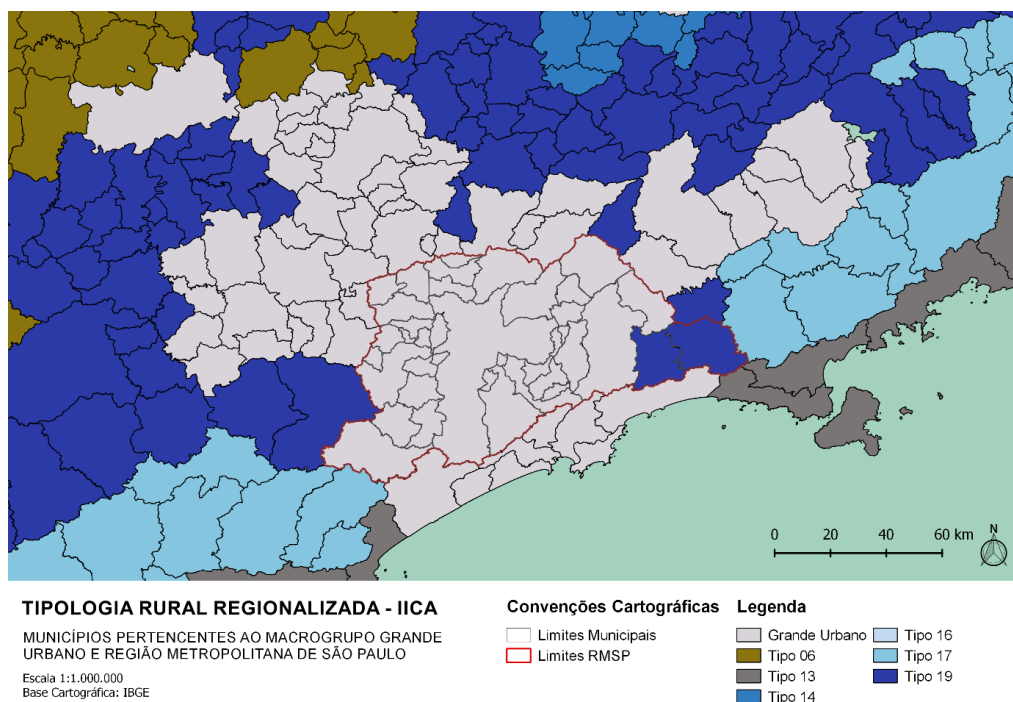 0 20 40 60 km
N
TIPOLOGIA RURAL REGIONALIZADA - IICA
MUNICÍPIOS PERTENCENTES AO MACROGRUPO GRANDE
URBANO E REGIÃO METROPOLITANA DE SÃO PAULO
Escala 1:1.000.000
Base Cartográfica: IBGE
Convenções Cartográficas
Limites Municipais
Limites RMSP
Legenda
Grande Urbano
Tipo 06
Tipo 13
Tipo 14
Tipo 16
Tipo 17
Tipo 19